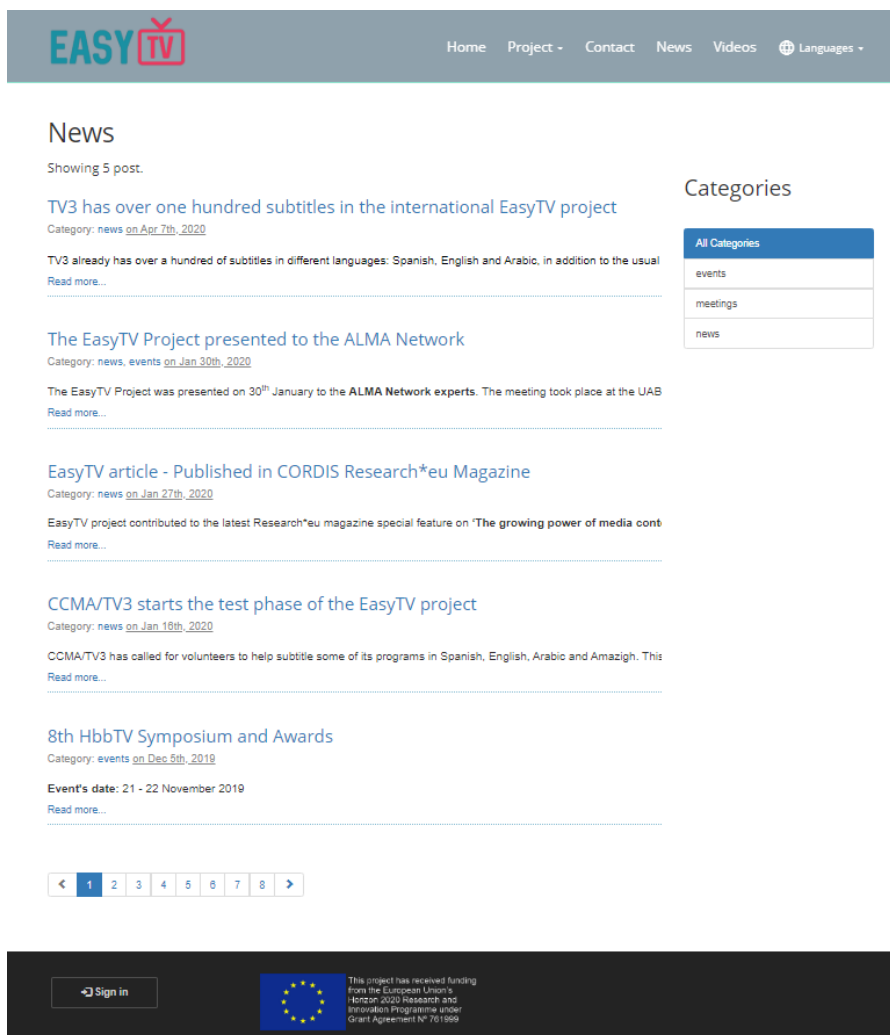 EASY TV
Home Project Contact News Videos Languages
News
Showing 5 post.
TV3 has over one hundred subtitles in the international EasyTV project
Category: news on Apr 7th, 2020
TV3 already has over a hundred of subtitles in different languages: Spanish, English and Arabic, in addition to the usual
Read more...
The EasyTV Project presented to the ALMA Network
Category: news, events on Jan 30th, 2020
The EasyTV Project was presented on 30th January to the ALMA Network experts. The meeting took place at the UAB
Read more...
EasyTV article - Published in CORDIS Research*eu Magazine
Category: news on Jan 27th, 2020
EasyTV project contributed to the latest Research*eu magazine special feature on 'The growing power of media cont
Read more...
CCMA/TV3 starts the test phase of the EasyTV project
Category: news on Jan 16th, 2020
CCMA/TV3 has called for volunteers to help subtitle some of its programs in Spanish, English, Arabic and Amazigh. This
Read more...
8th HbbTV Symposium and Awards
Category: events on Dec 5th, 2019
Event's date: 21 - 22 November 2019
Read more...
1 2 3 4 5 6 7 8
Categories
All Categories
events
meetings
news
Sign in
This project has received funding
from the European Union's
Horizon 2020 Research and
Innovation Programme under
Grant Agreement Nº 761999